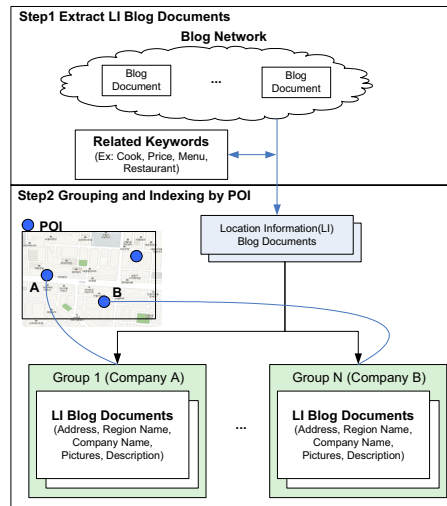 Step1 Extract LI Blog Documents
Blog Network
Blog
Document
...
Blog
Document
Related Keywords
(Ex: Cook, Price, Menu,
Restaurant)
Step2 Grouping and Indexing by POI
POI
Location Information(LI)
Blog Documents
A
B
Group 1 (Company A)
LI Blog Documents
(Address, Region Name,
Company Name,
Pictures, Description)
...
Group N (Company B)
LI Blog Documents
(Address, Region Name,
Company Name,
Pictures, Description)